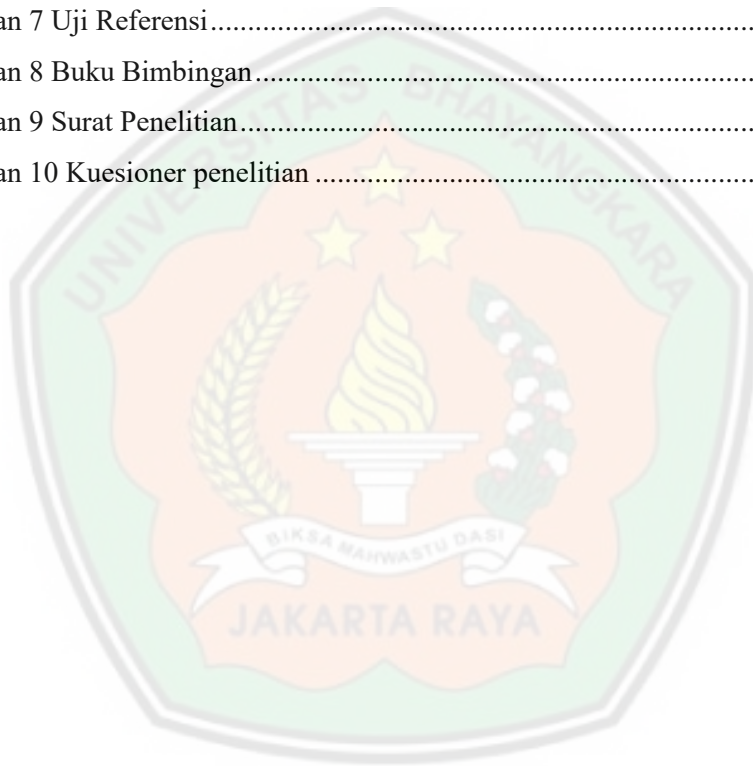 an 7 Uji Referensi....................................................................................
an 8 Buku Bimbingan..............................................................................
an 9 Surat Penelitian................................................................................
an 10 Kuesioner penelitian .....................................................................
UNIVERSITAS BHAYANGKARA
BIKSA MAHWASTU DASI
JAKARTA RAYA